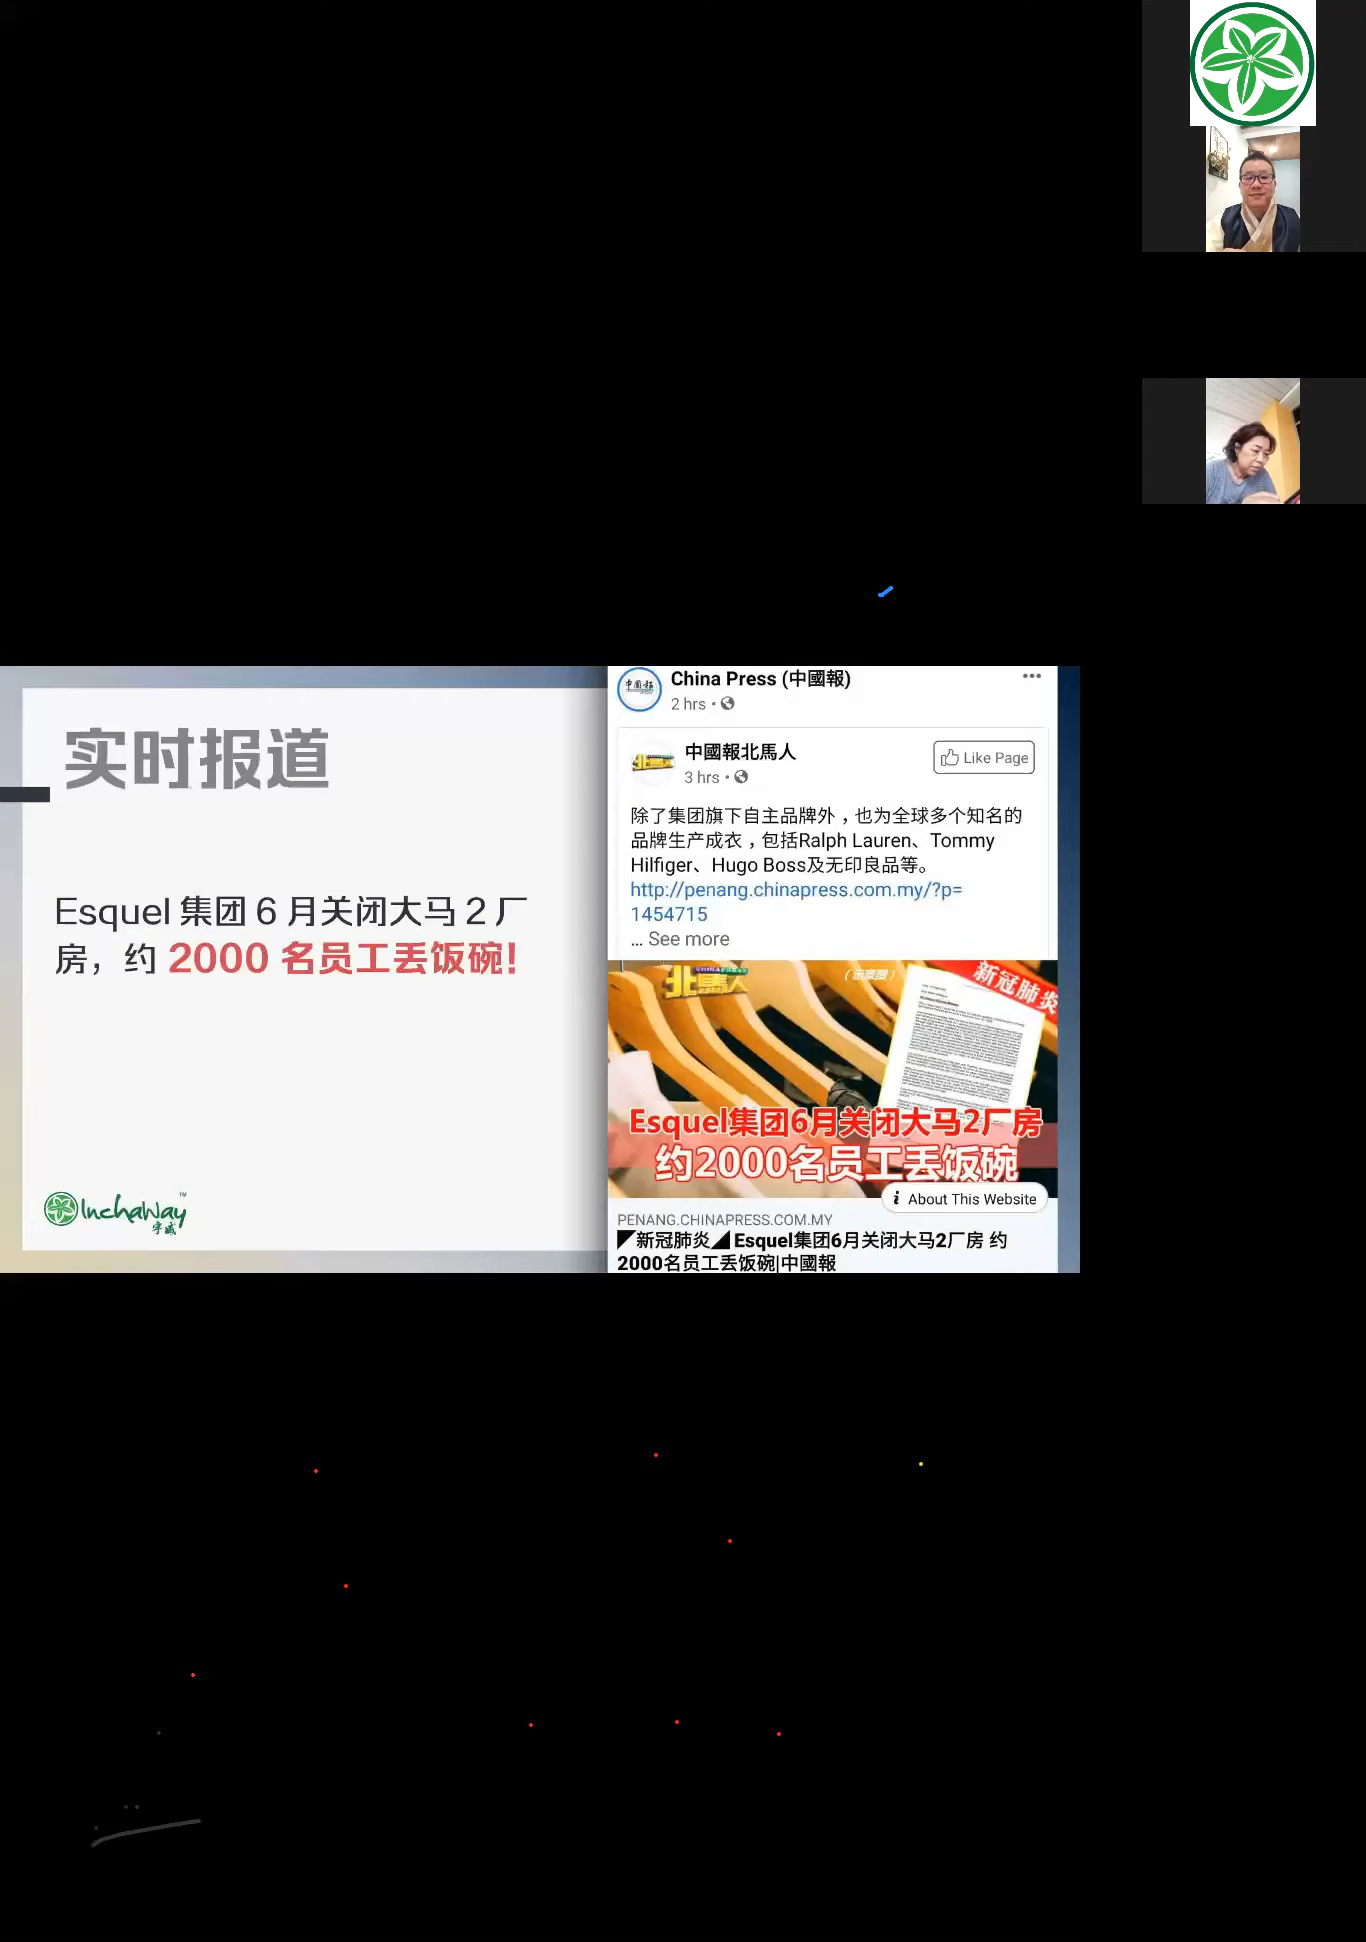 实时报道
Esquel 集团 6 月关闭大马 2 厂
房，约 2000 名员工丢饭碗!
InchaWay™
宇威
China Press (中國報)
2 hrs
中國報北馬人
3 hrs
Like Page
除了集团旗下自主品牌外，也为全球多个知名的
品牌生产成衣，包括Ralph Lauren、Tommy
Hilfiger、Hugo Boss及无印良品等。
http://penang.chinapress.com.my/?p=
1454715
... See more
北馬人
（示意圖）
新冠肺炎
Esquel集团6月关闭大马2厂房
约2000名员工丢饭碗
About This Website
PENANG.CHINAPRESS.COM.MY
◤新冠肺炎◢ Esquel集团6月关闭大马2厂房 约
2000名员工丢饭碗|中國報